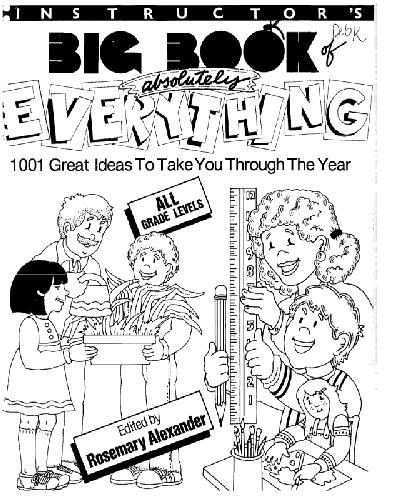 INSTRUCTOR'S
BIG BOOK of
absolutely
EVERYTHING
1001 Great Ideas To Take You Through The Year
ALL
GRADE LEVELS
Edited by
Rosemary Alexander